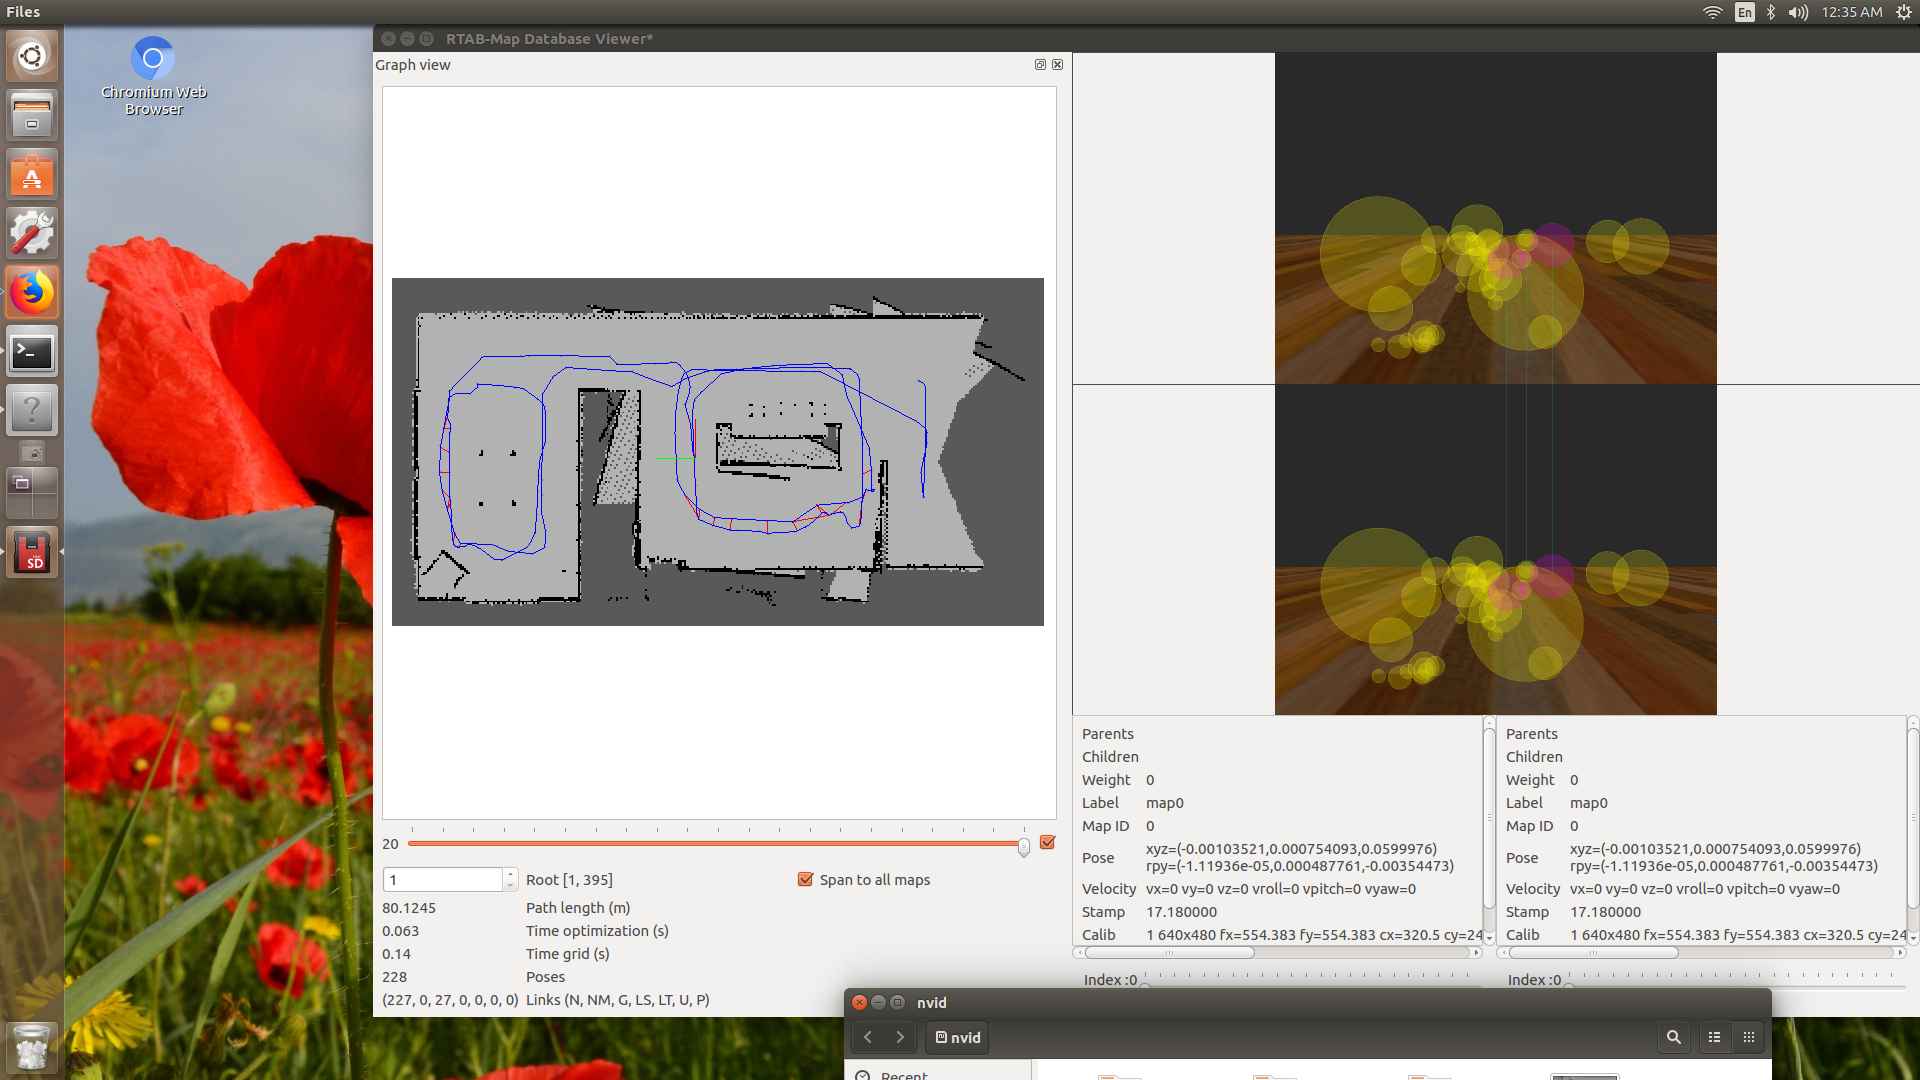 Files
En
12:35 AM
Chromium Web
Browser
RTAB-Map Database Viewer*
Graph view
20
1
Root [1, 395]
Span to all maps
80.1245 Path length (m)
0.063 Time optimization (s)
0.14 Time grid (s)
228 Poses
(227, 0, 27, 0, 0, 0, 0) Links (N, NM, G, LS, LT, U, P)
Parents
Children
Weight 0
Label map0
Map ID 0
Pose xyz=(-0.00103521,0.000754093,0.0599976)
rpy=(-1.11936e-05,0.000487761,-0.00354473)
Velocity vx=0 vy=0 vz=0 vroll=0 vpitch=0 vyaw=0
Stamp 17.180000
Calib 1 640x480 fx=554.383 fy=554.383 cx=320.5 cy=24
Index :0
Parents
Children
Weight 0
Label map0
Map ID 0
Pose xyz=(-0.00103521,0.000754093,0.0599976)
rpy=(-1.11936e-05,0.000487761,-0.00354473)
Velocity vx=0 vy=0 vz=0 vroll=0 vpitch=0 vyaw=0
Stamp 17.180000
Calib 1 640x480 fx=554.383 fy=554.383 cx=320.5 cy=24
Index :0
nvid
nvid
Recent
SD